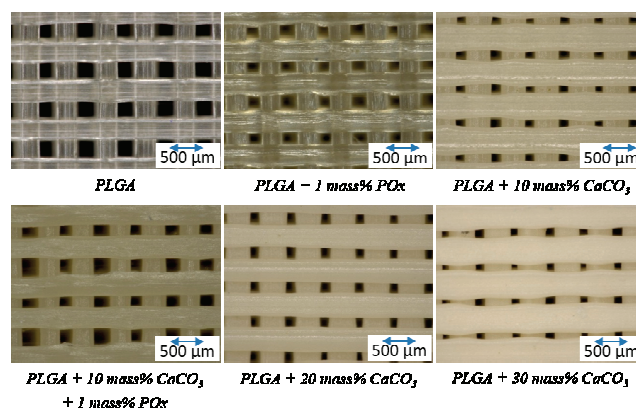 500 μm
500 μm
500 μm
PLGA
PLGA − 1 mass% POx
PLGA + 10 mass% CaCO₃
500 μm
500 μm
500 μm
PLGA + 10 mass% CaCO₃
+ 1 mass% POx
PLGA + 20 mass% CaCO₃
PLGA + 30 mass% CaCO₃